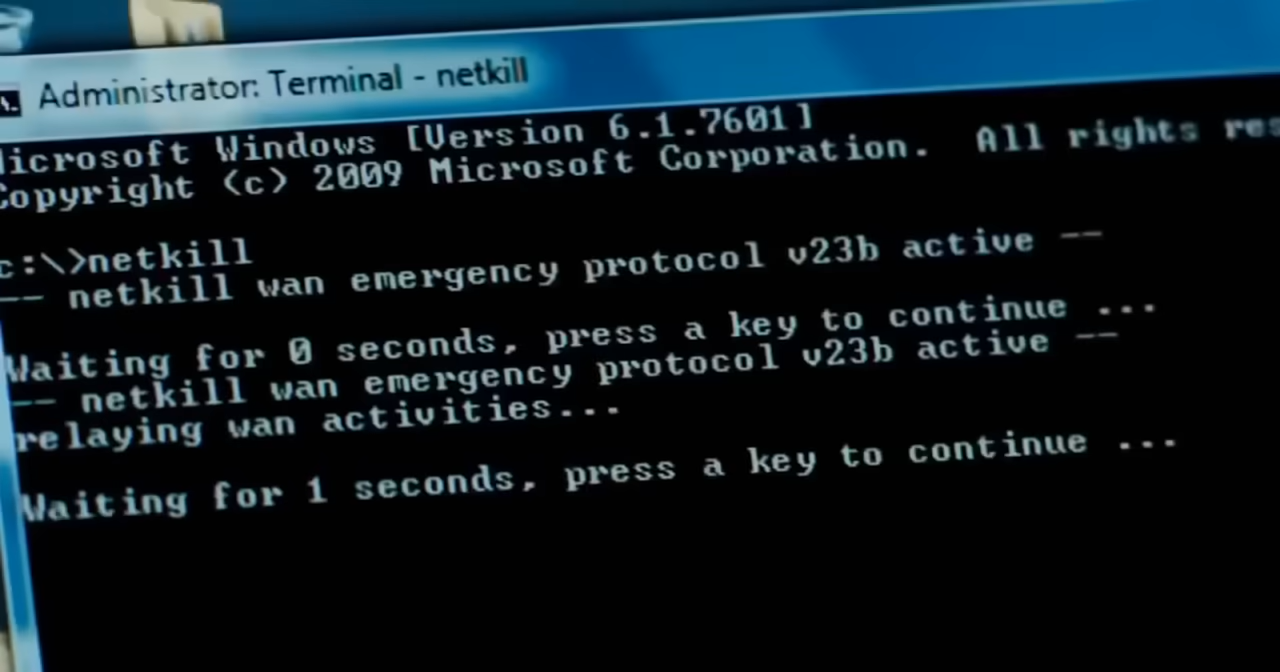 Administrator: Terminal - netkill
Microsoft Windows [Version 6.1.7601]
Copyright (c) 2009 Microsoft Corporation. All rights res
c:\>netkill
-- netkill wan emergency protocol v23b active --
Waiting for 0 seconds, press a key to continue ...
-- netkill wan emergency protocol v23b active --
relaying wan activities...
Waiting for 1 seconds, press a key to continue ...